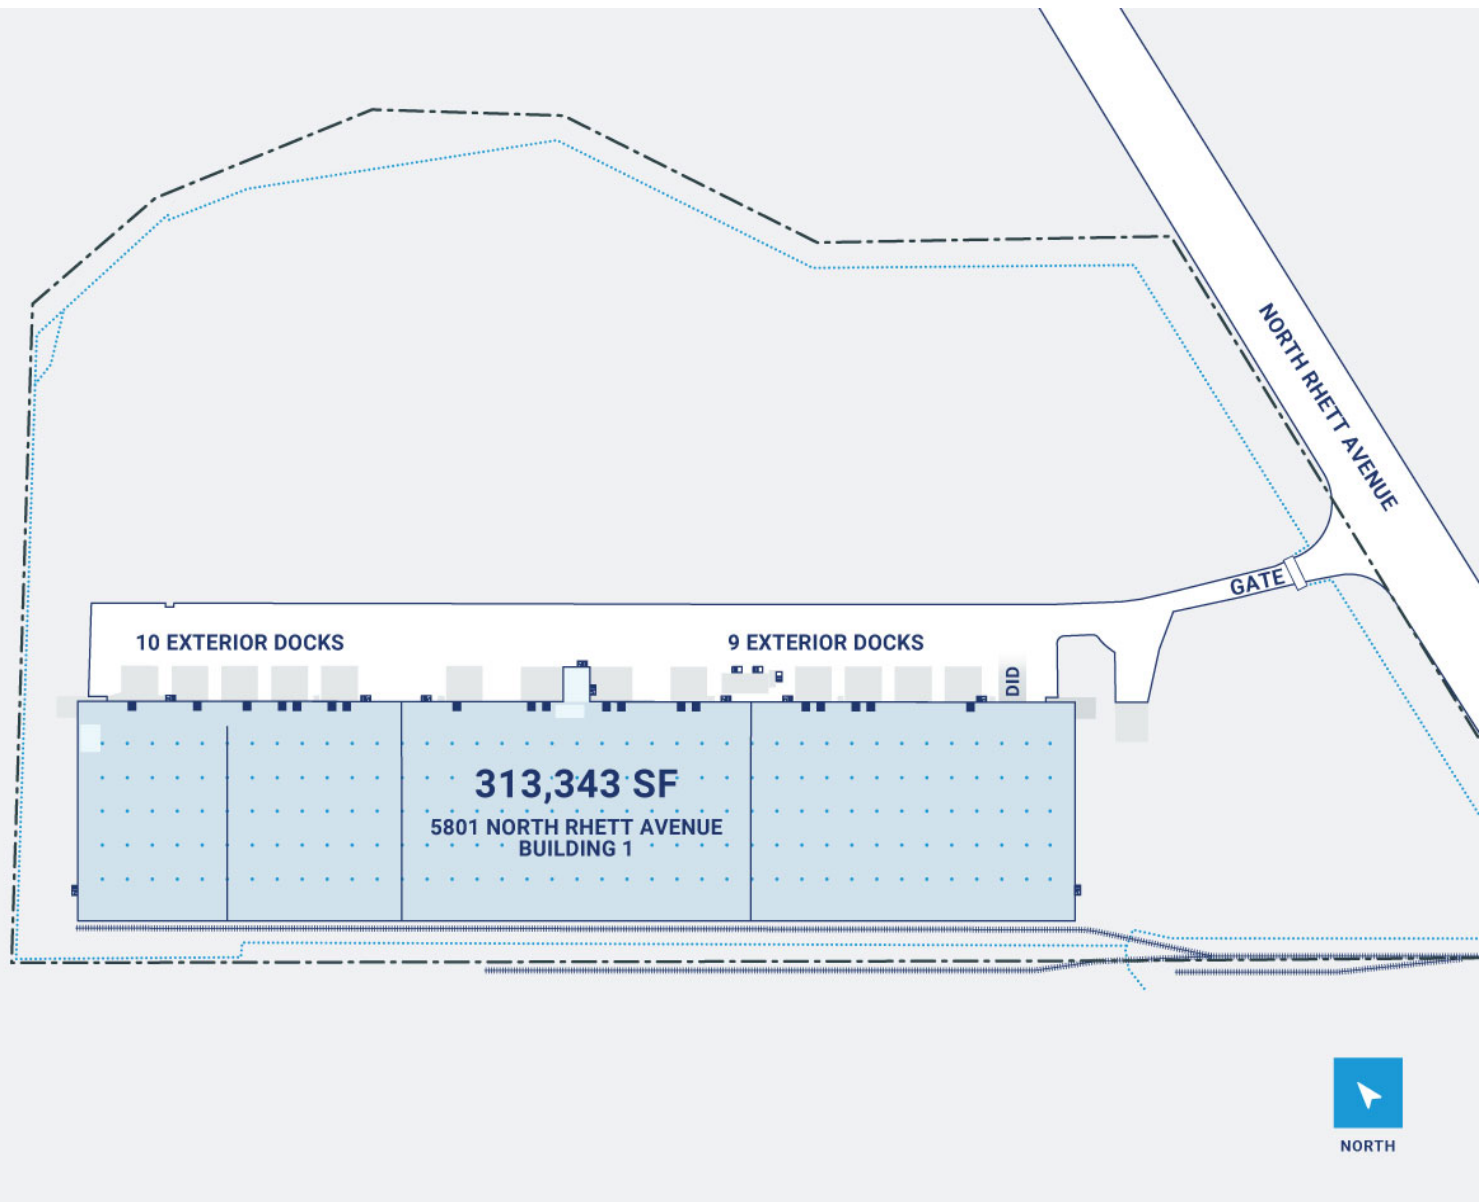 NORTH RHETT AVENUE
GATE
10 EXTERIOR DOCKS
9 EXTERIOR DOCKS
DID
313,343 SF
5801 NORTH RHETT AVENUE
BUILDING 1
NORTH